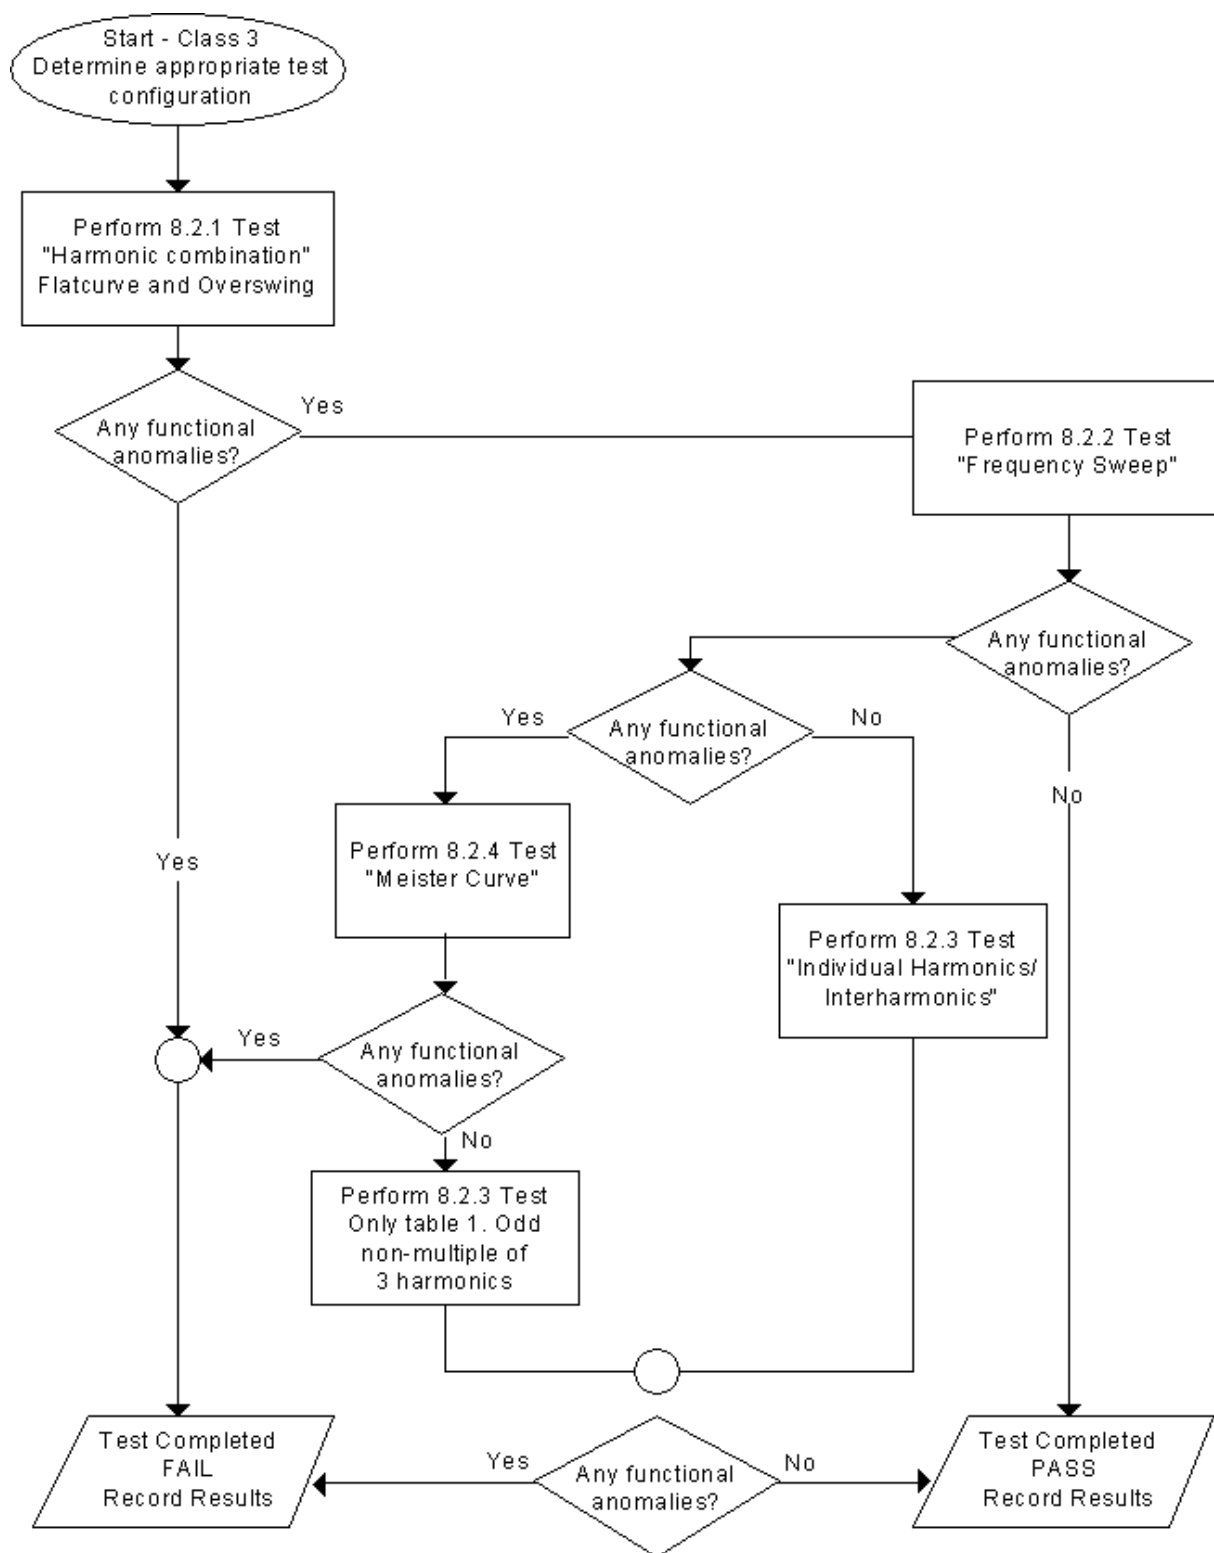 Start - Class 3
Determine appropriate test
configuration
Perform 8.2.1 Test
"Harmonic combination"
Flatcurve and Overswing
Any functional
anomalies?
Yes
Perform 8.2.2 Test
"Frequency Sweep"
Any functional
anomalies?
Yes
Any functional
anomalies?
No
No
Perform 8.2.4 Test
"Meister Curve"
Yes
Perform 8.2.3 Test
"Individual Harmonics/
Interharmonics"
Yes
Any functional
anomalies?
No
Perform 8.2.3 Test
Only table 1. Odd
non-multiple of
3 harmonics
Test Completed
FAIL
Record Results
Yes
Any functional
anomalies?
No
Test Completed
PASS
Record Results